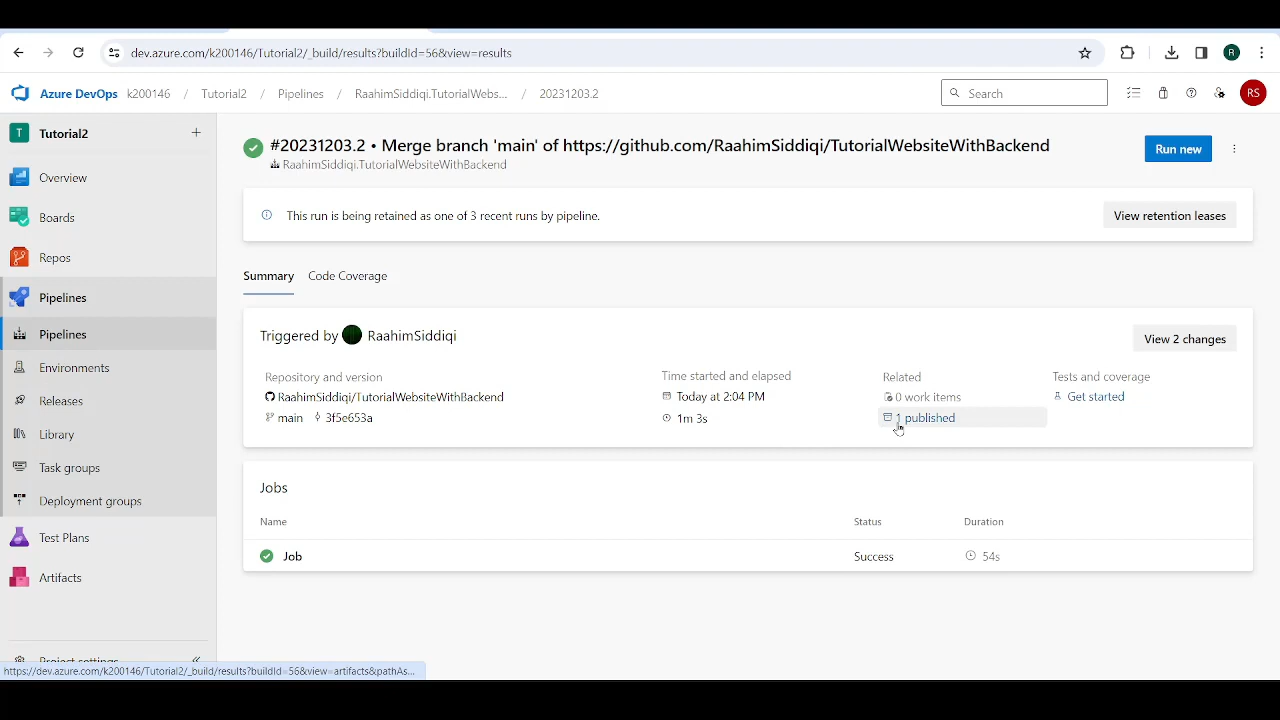 dev.azure.com/k200146/Tutorial2/_build/results?buildId=56&view=results
R
Azure DevOps k200146 / Tutorial2 / Pipelines / RaahimSiddiqi.TutorialWebs... / 20231203.2
Search
RS
T Tutorial2
Overview
Boards
Repos
Pipelines
Pipelines
Environments
Releases
Library
Task groups
Deployment groups
Test Plans
Artifacts
Project settings
#20231203.2 • Merge branch 'main' of https://github.com/RaahimSiddiqi/TutorialWebsiteWithBackend
RaahimSiddiqi.TutorialWebsiteWithBackend
Run new
This run is being retained as one of 3 recent runs by pipeline.
View retention leases
Summary Code Coverage
Triggered by RaahimSiddiqi
View 2 changes
Repository and version
RaahimSiddiqi/TutorialWebsiteWithBackend
main 3f5e653a
Time started and elapsed
Today at 2:04 PM
1m 3s
Related
0 work items
1 published
Tests and coverage
Get started
Jobs
Name Status Duration
Job Success 54s
https://dev.azure.com/k200146/Tutorial2/_build/results?buildId=56&view=artifacts&pathAs...